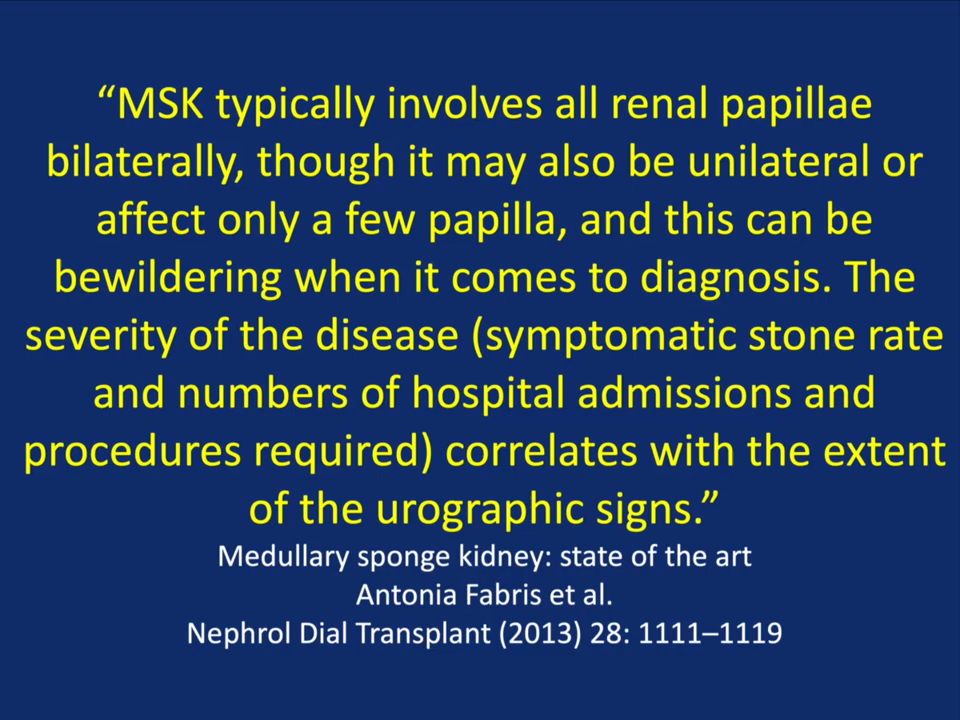 “MSK typically involves all renal papillae
bilaterally, though it may also be unilateral or
affect only a few papilla, and this can be
bewildering when it comes to diagnosis. The
severity of the disease (symptomatic stone rate
and numbers of hospital admissions and
procedures required) correlates with the extent
of the urographic signs.”
Medullary sponge kidney: state of the art
Antonia Fabris et al.
Nephrol Dial Transplant (2013) 28: 1111–1119